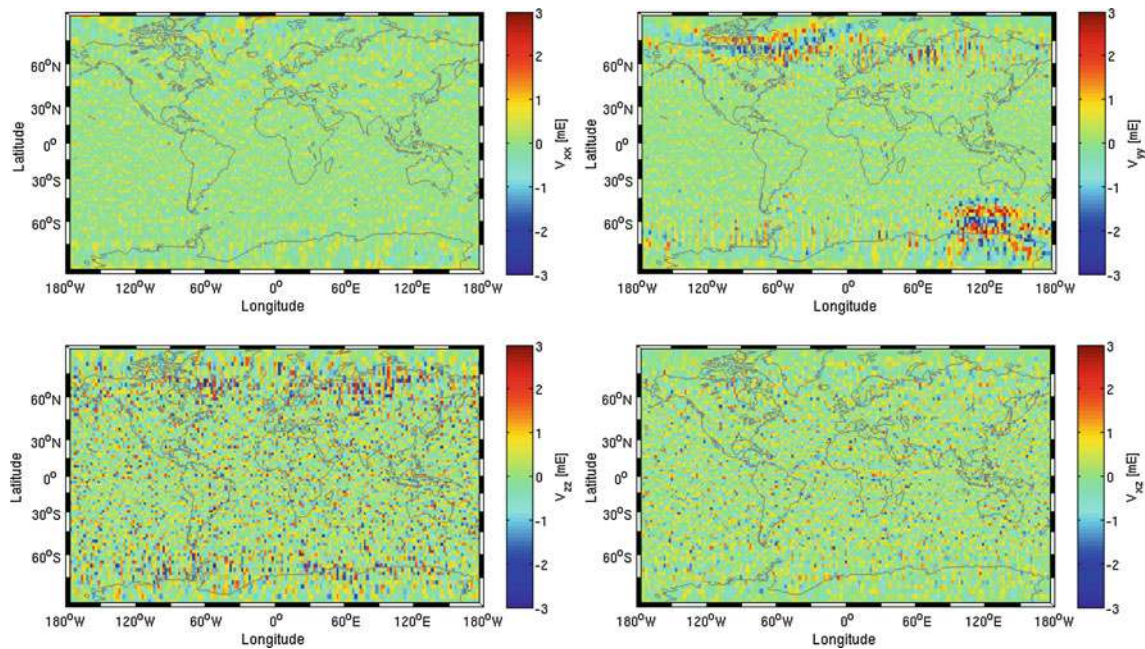 3
2
1
0
-1
-2
-3
V_xx [mE]
60°N
30°N
0°
30°S
60°S
Latitude
180°W
120°W
60°W
0°
60°E
120°E
180°W
Longitude
3
2
1
0
-1
-2
-3
V_yy [mE]
60°N
30°N
0°
30°S
60°S
Latitude
180°W
120°W
60°W
0°
60°E
120°E
180°W
Longitude
3
2
1
0
-1
-2
-3
V_zz [mE]
60°N
30°N
0°
30°S
60°S
Latitude
180°W
120°W
60°W
0°
60°E
120°E
180°W
Longitude
3
2
1
0
-1
-2
-3
V_xz [mE]
60°N
30°N
0°
30°S
60°S
Latitude
180°W
120°W
60°W
0°
60°E
120°E
180°W
Longitude